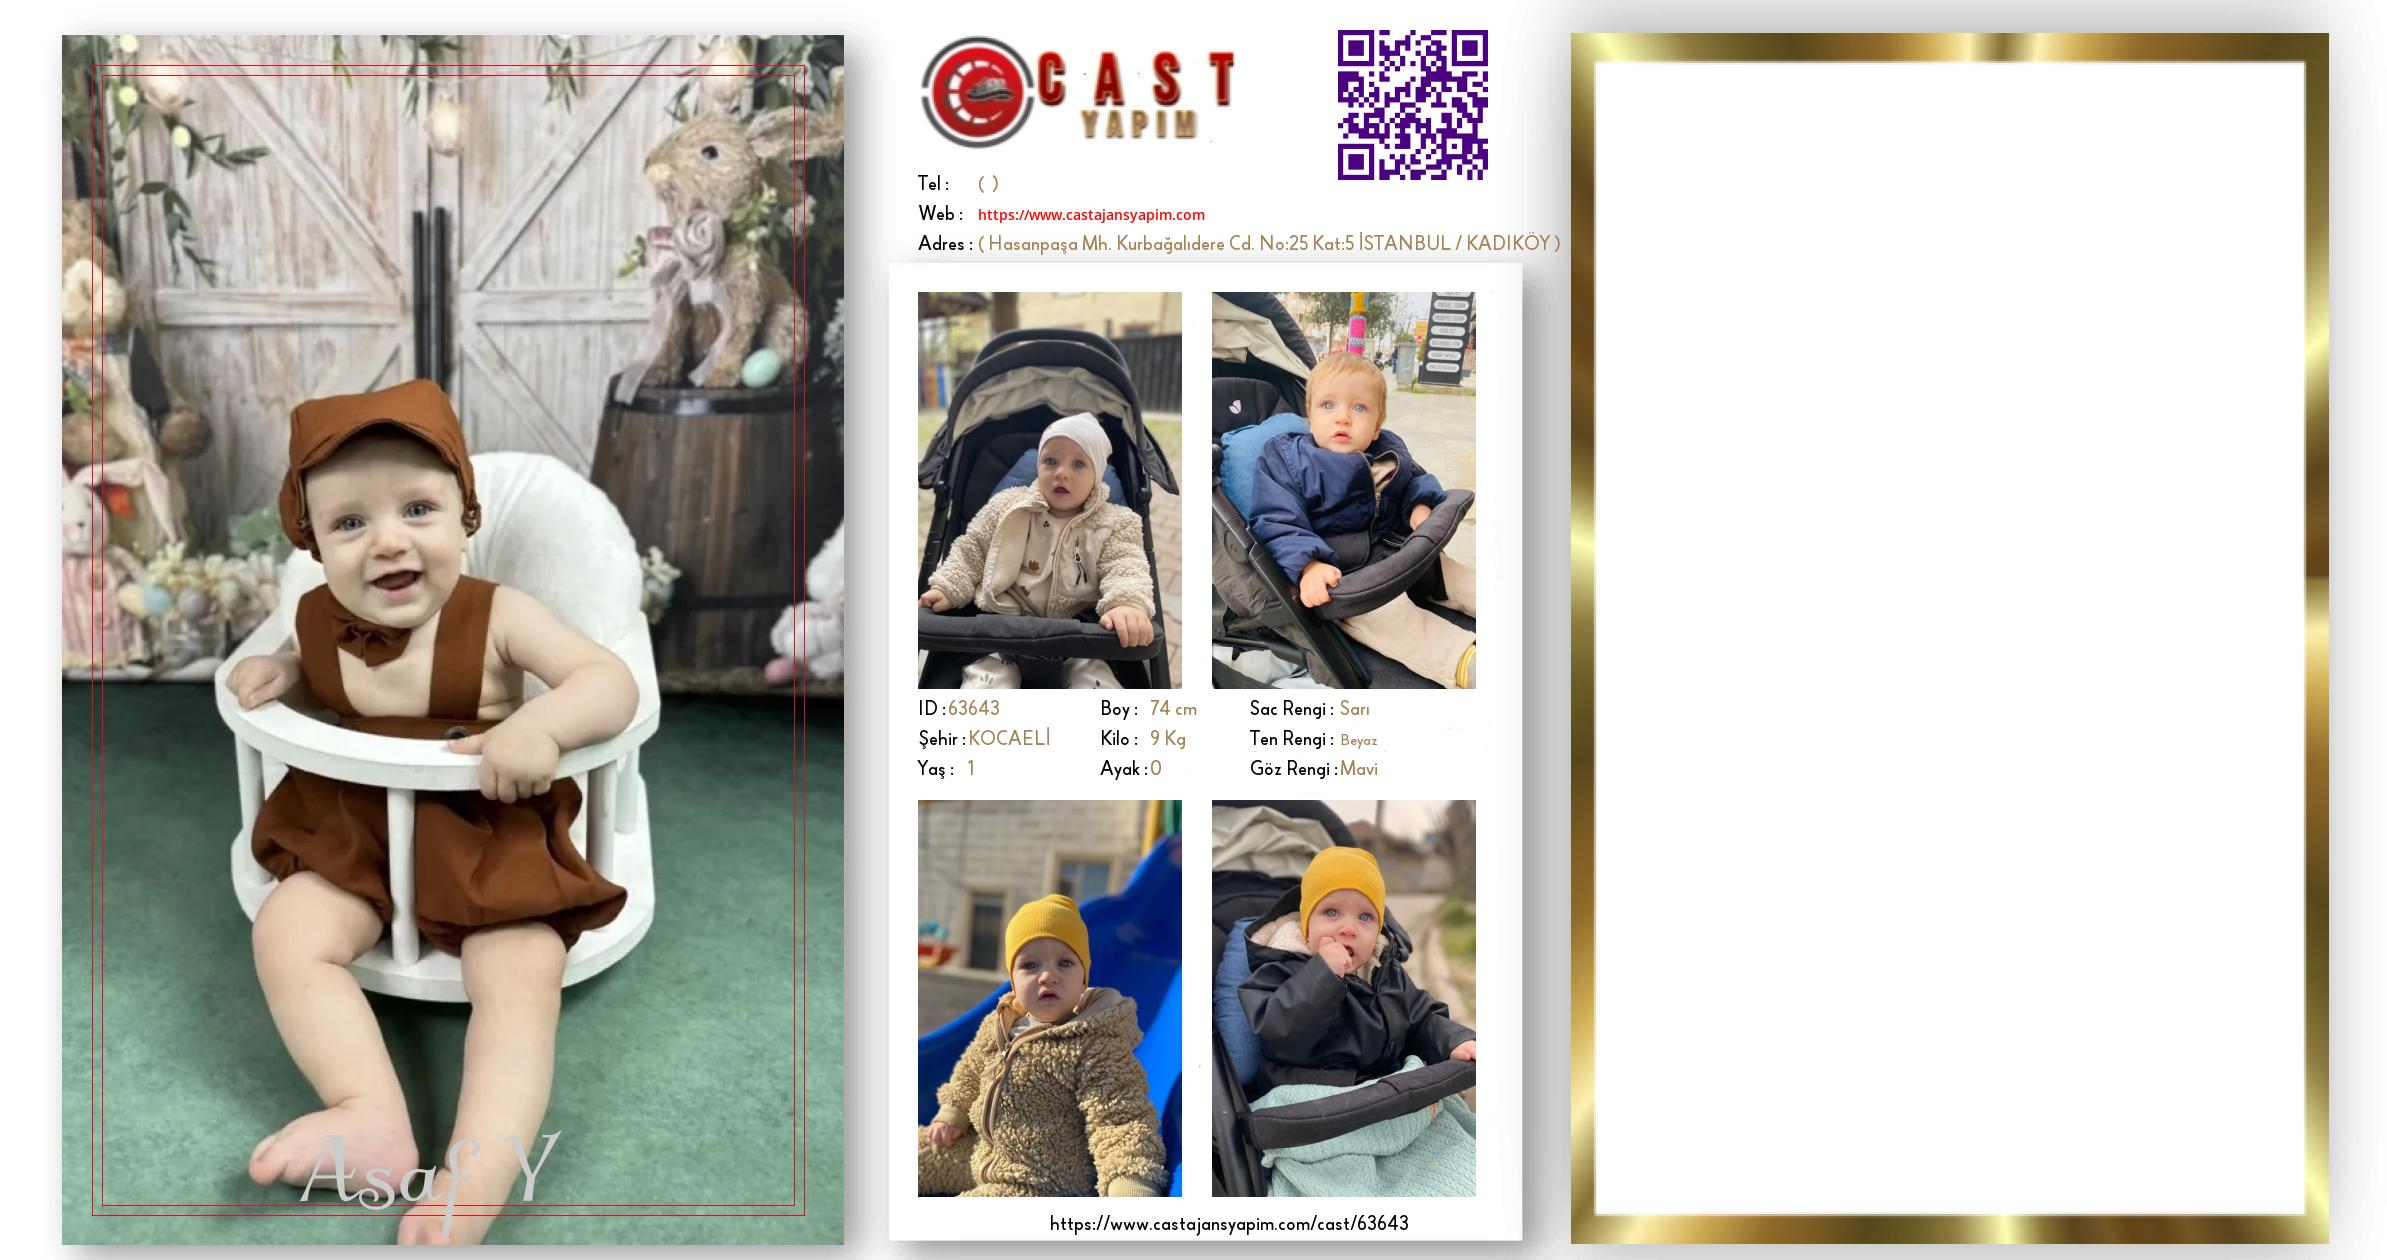 Asaf Y
CAST
YAPIM
Tel : ( )
Web : https://www.castajansyapim.com
Adres : ( Hasanpaşa Mh. Kurbağalıdere Cd. No:25 Kat:5 İSTANBUL / KADIKÖY )
ID : 63643 Boy : 74 cm Sac Rengi : Sarı
Şehir : KOCAELİ Kilo : 9 Kg Ten Rengi : Beyaz
Yaş : 1 Ayak : 0 Göz Rengi : Mavi
https://www.castajansyapim.com/cast/63643